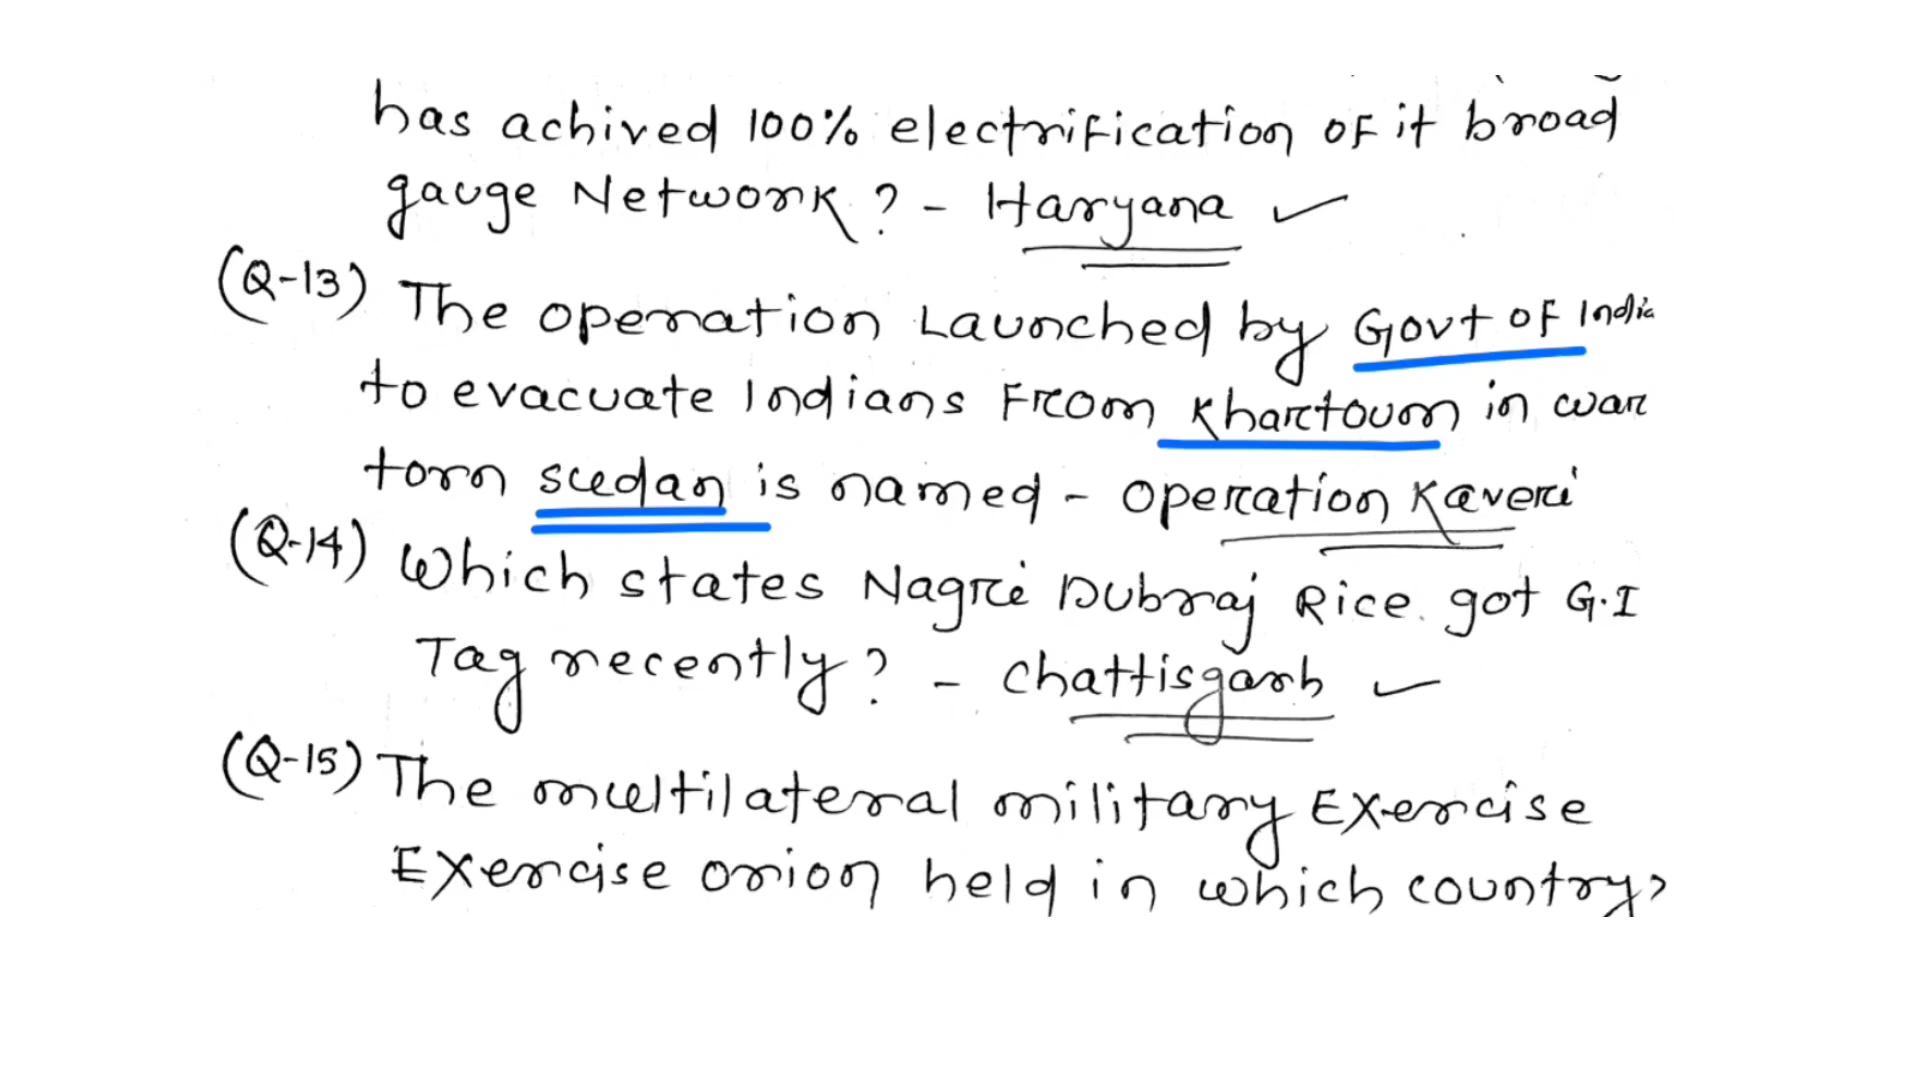 has achived 100% electrification of it broad
gauge Network? - Haryana
(Q-13) The operation Launched by Govt of India
to evacuate Indians From Khartoum in war
torn sudan is named - operation Kaveri
(Q-14) Which states Nagri Dubraj Rice got G.I
Tag recently? - Chattisgarh
(Q-15) The multilateral military Exercise
Exercise orion held in which country?